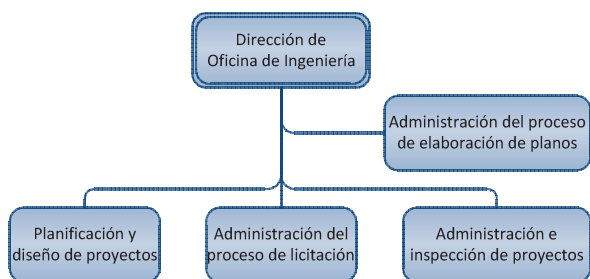 Dirección de
Oficina de Ingeniería
Administración del proceso
de elaboración de planos
Planificación y
diseño de proyectos
Administración del
proceso de licitación
Administración e
inspección de proyectos